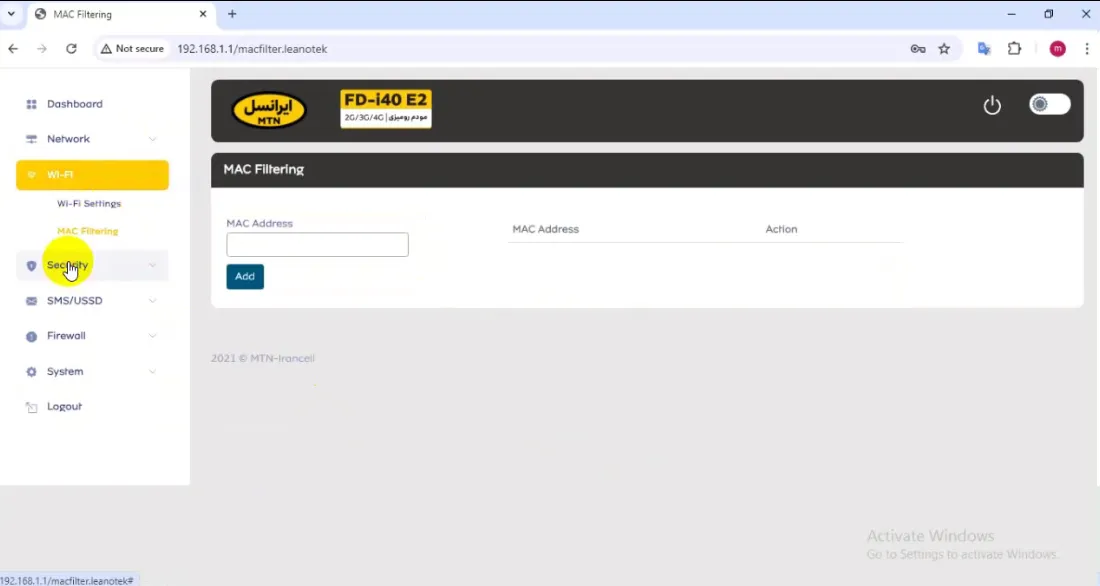 MAC Filtering
Not secure
192.168.1.1/macfilter.leanotek
m
Dashboard
Network
Wi-Fi
Wi-Fi Settings
MAC Filtering
Security
SMS/USSD
Firewall
System
Logout
ایرانسل
MTN
FD-i40 E2
2G/3G/4G | مودم رومیزی
MAC Filtering
MAC Address
Add
MAC Address
Action
2021 © MTN-Irancell
Activate Windows
Go to Settings to activate Windows.
192.168.1.1/macfilter.leanotek#